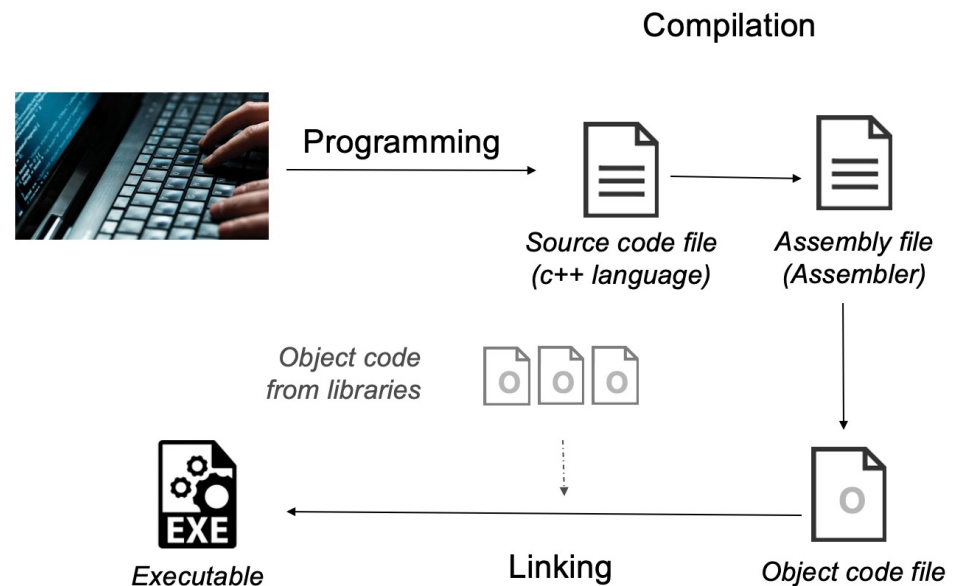 Compilation
Programming
Source code file
(c++ language)
Assembly file
(Assembler)
Object code
from libraries
O
O
O
O
EXE
Executable
Linking
Object code file